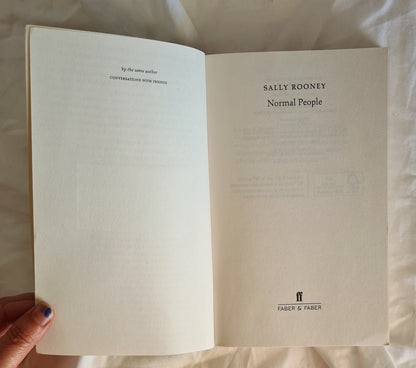 by the same author
CONVERSATIONS WITH FRIENDS
SALLY ROONEY
Normal People
ff
FABER & FABER